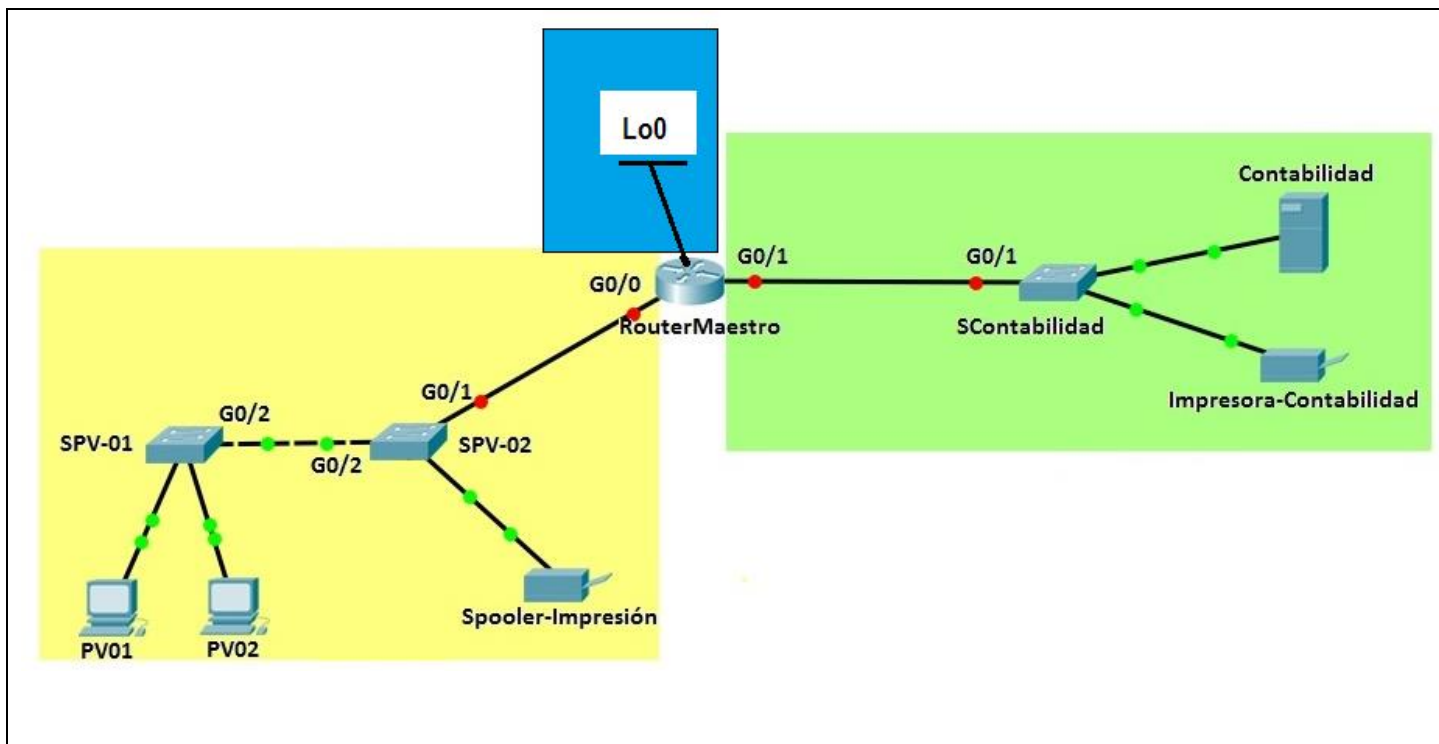 Lo0
Contabilidad
G0/1
G0/1
G0/0
RouterMaestro
SContabilidad
Impresora-Contabilidad
G0/1
G0/2
SPV-01
SPV-02
G0/2
Spooler-Impresión
PV01
PV02